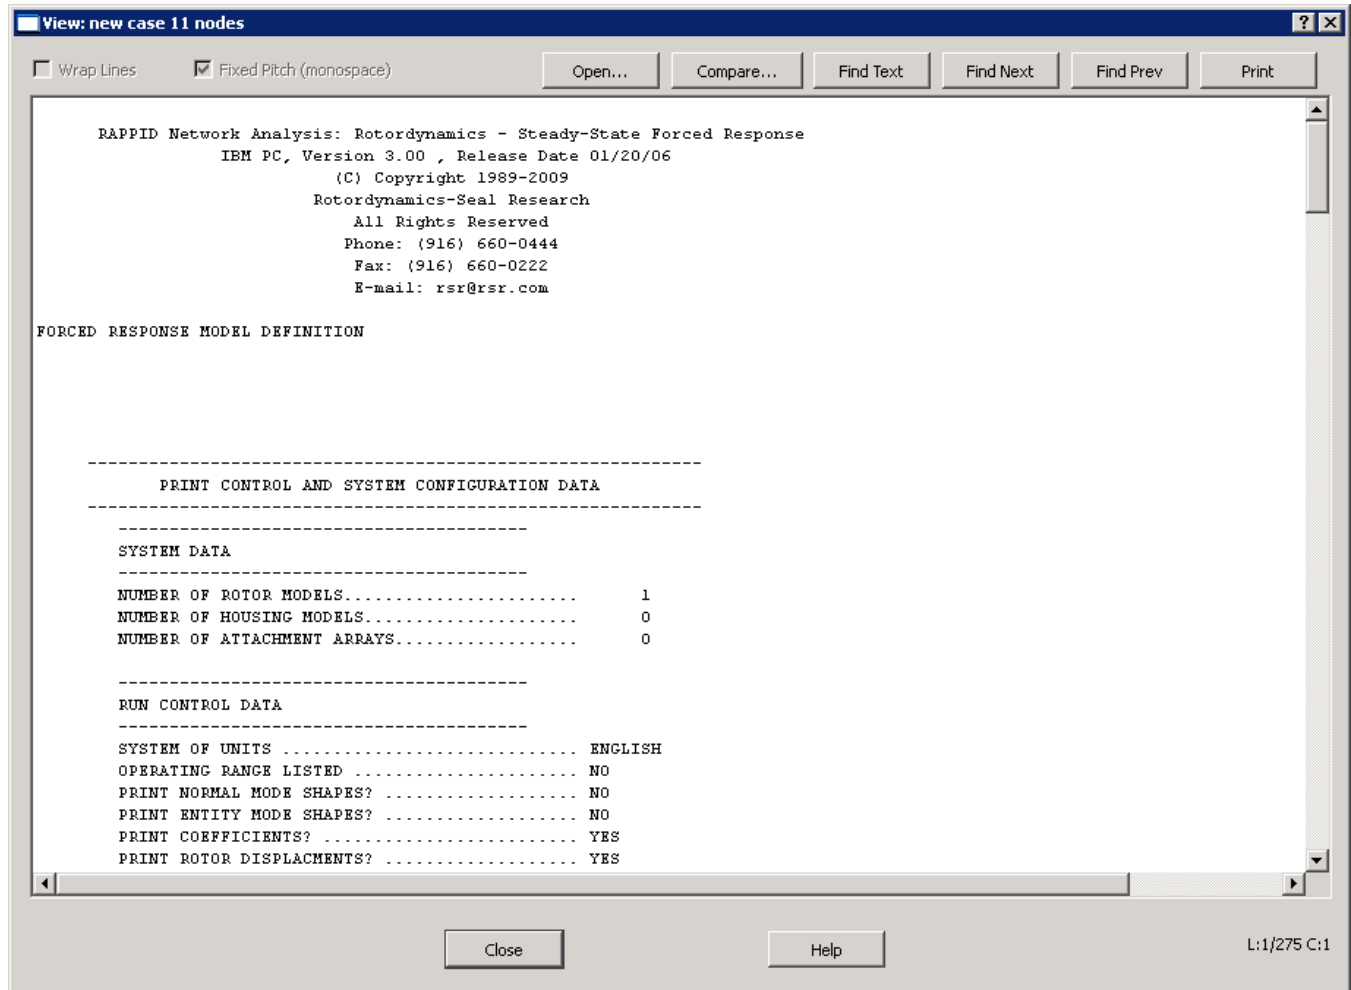 View: new case 11 nodes
Wrap Lines Fixed Pitch (monospace) Open... Compare... Find Text Find Next Find Prev Print
RAPPID Network Analysis: Rotordynamics - Steady-State Forced Response
IBM PC, Version 3.00 , Release Date 01/20/06
(C) Copyright 1989-2009
Rotordynamics-Seal Research
All Rights Reserved
Phone: (916) 660-0444
Fax: (916) 660-0222
E-mail: rsr@rsr.com
FORCED RESPONSE MODEL DEFINITION
------------------------------------------------------------
PRINT CONTROL AND SYSTEM CONFIGURATION DATA
------------------------------------------------------------
----------------------------------------
SYSTEM DATA
----------------------------------------
NUMBER OF ROTOR MODELS....................... 1
NUMBER OF HOUSING MODELS..................... 0
NUMBER OF ATTACHMENT ARRAYS.................. 0
----------------------------------------
RUN CONTROL DATA
----------------------------------------
SYSTEM OF UNITS ............................. ENGLISH
OPERATING RANGE LISTED ...................... NO
PRINT NORMAL MODE SHAPES? ................... NO
PRINT ENTITY MODE SHAPES? ................... NO
PRINT COEFFICIENTS? ......................... YES
PRINT ROTOR DISPLACMENTS? ................... YES
Close Help L:1/275 C:1